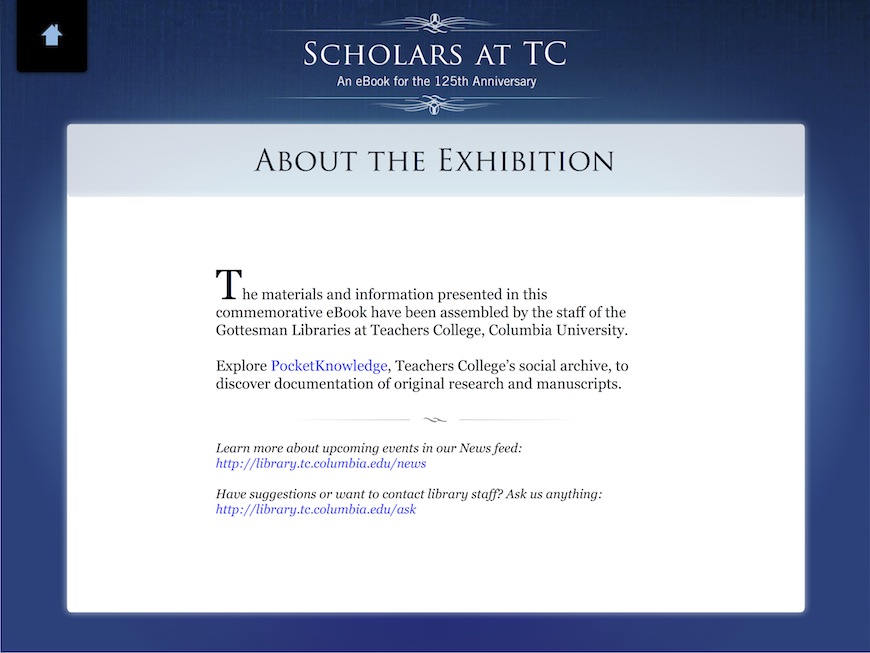 Scholars at TC
An eBook for the 125th Anniversary
About the Exhibition
The materials and information presented in this
commemorative eBook have been assembled by the staff of the
Gottesman Libraries at Teachers College, Columbia University.
Explore PocketKnowledge, Teachers College’s social archive, to
discover documentation of original research and manuscripts.
Learn more about upcoming events in our News feed:
http://library.tc.columbia.edu/news
Have suggestions or want to contact library staff? Ask us anything:
http://library.tc.columbia.edu/ask